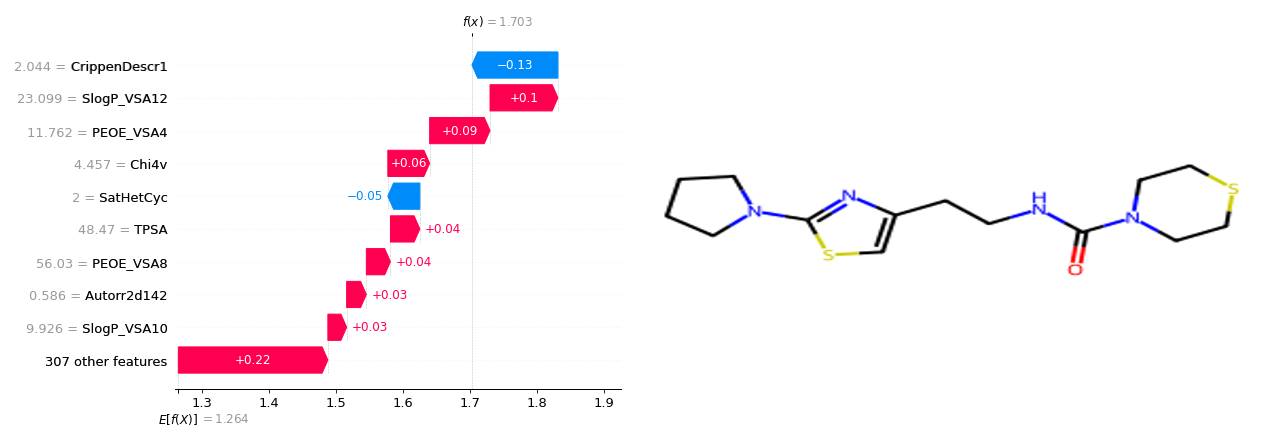 f(x) = 1.703
2.044 = CrippenDescr1
−0.13
23.099 = SlogP_VSA12
+0.1
11.762 = PEOE_VSA4
+0.09
4.457 = Chi4v
+0.06
2 = SatHetCyc
−0.05
48.47 = TPSA
+0.04
56.03 = PEOE_VSA8
+0.04
0.586 = Autorr2d142
+0.03
9.926 = SlogP_VSA10
+0.03
307 other features
+0.22
1.3 1.4 1.5 1.6 1.7 1.8 1.9
E[f(X)] = 1.264
N
N
S
H
N
O
N
S